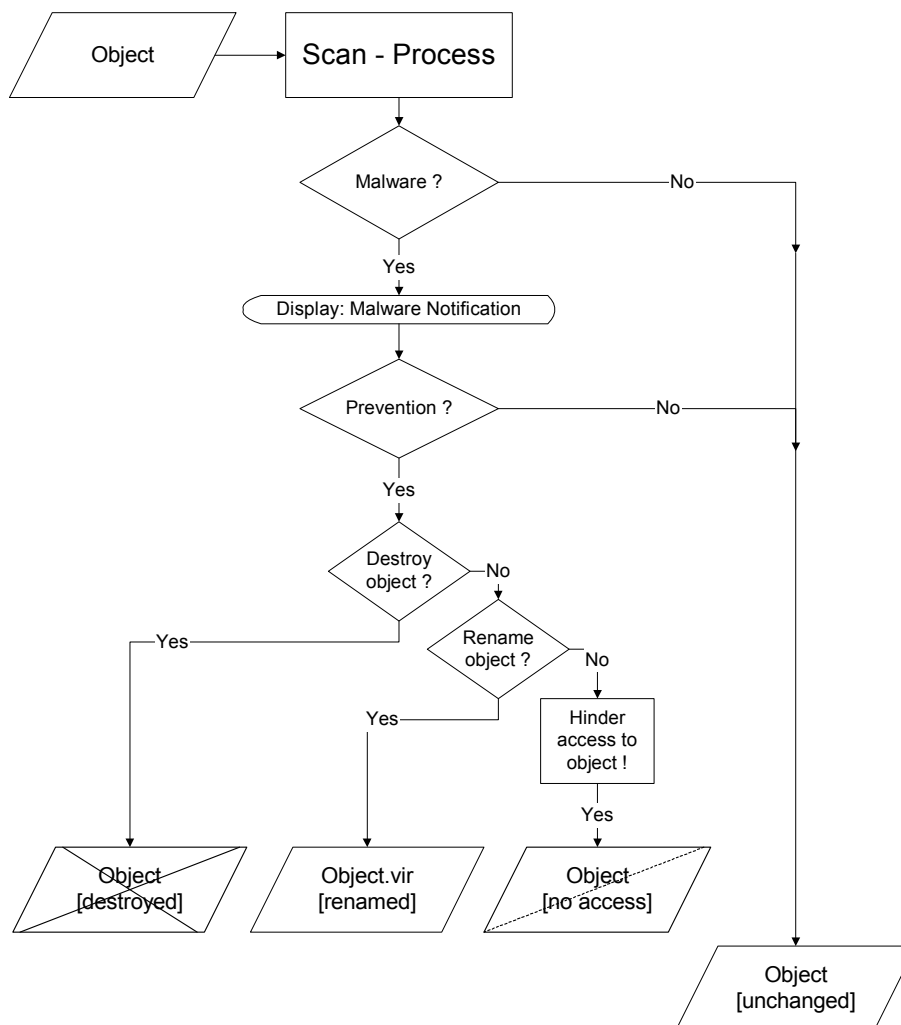 Object
Scan - Process
Malware ?
No
Yes
Display: Malware Notification
Prevention ?
No
Yes
Destroy
object ?
No
Yes
Rename
object ?
No
Yes
Hinder
access to
object !
Yes
Object
[destroyed]
Object.vir
[renamed]
Object
[no access]
Object
[unchanged]